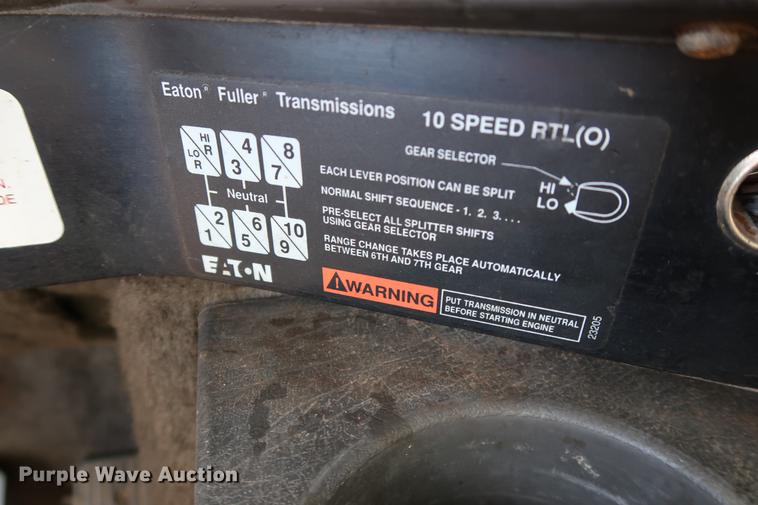 Eaton® Fuller® Transmissions 10 SPEED RTL(O)
GEAR SELECTOR
HI
LO
HI R
LO R
4
3
8
7
Neutral
2
1
6
5
10
9
EATON
EACH LEVER POSITION CAN BE SPLIT
NORMAL SHIFT SEQUENCE - 1. 2. 3. . . .
PRE-SELECT ALL SPLITTER SHIFTS
USING GEAR SELECTOR
RANGE CHANGE TAKES PLACE AUTOMATICALLY
BETWEEN 6TH AND 7TH GEAR
WARNING
PUT TRANSMISSION IN NEUTRAL
BEFORE STARTING ENGINE
23205
Purple Wave Auction